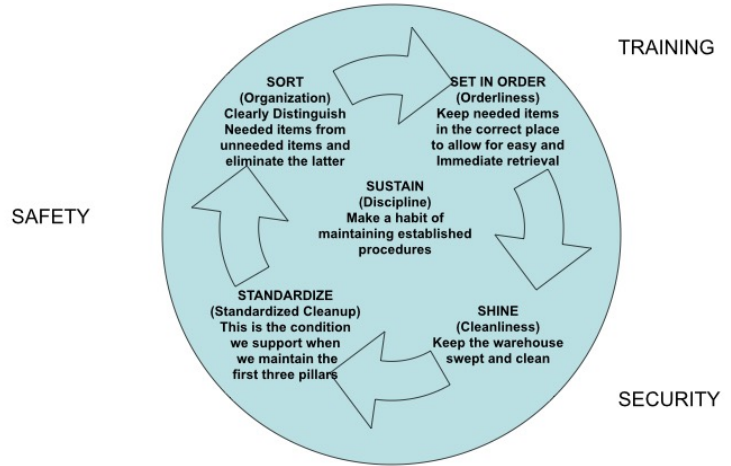 TRAINING
SORT
(Organization)
Clearly Distinguish
Needed items from
unneeded items and
eliminate the latter
SET IN ORDER
(Orderliness)
Keep needed items
in the correct place
to allow for easy and
Immediate retrieval
SUSTAIN
(Discipline)
Make a habit of
maintaining established
procedures
SAFETY
STANDARDIZE
(Standardized Cleanup)
This is the condition
we support when
we maintain the
first three pillars
SHINE
(Cleanliness)
Keep the warehouse
swept and clean
SECURITY